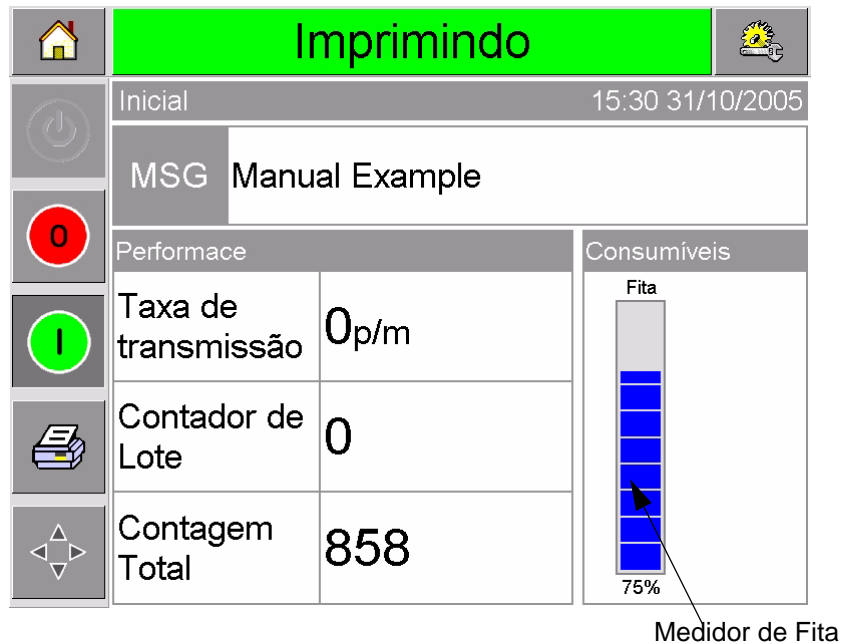 Imprimindo
Inicial 15:30 31/10/2005
MSG Manual Example
0
Performace
Consumíveis
Fita
Taxa de
transmissão
0p/m
I
Contador de
Lote
0
Contagem
Total
858
75%
Medidor de Fita